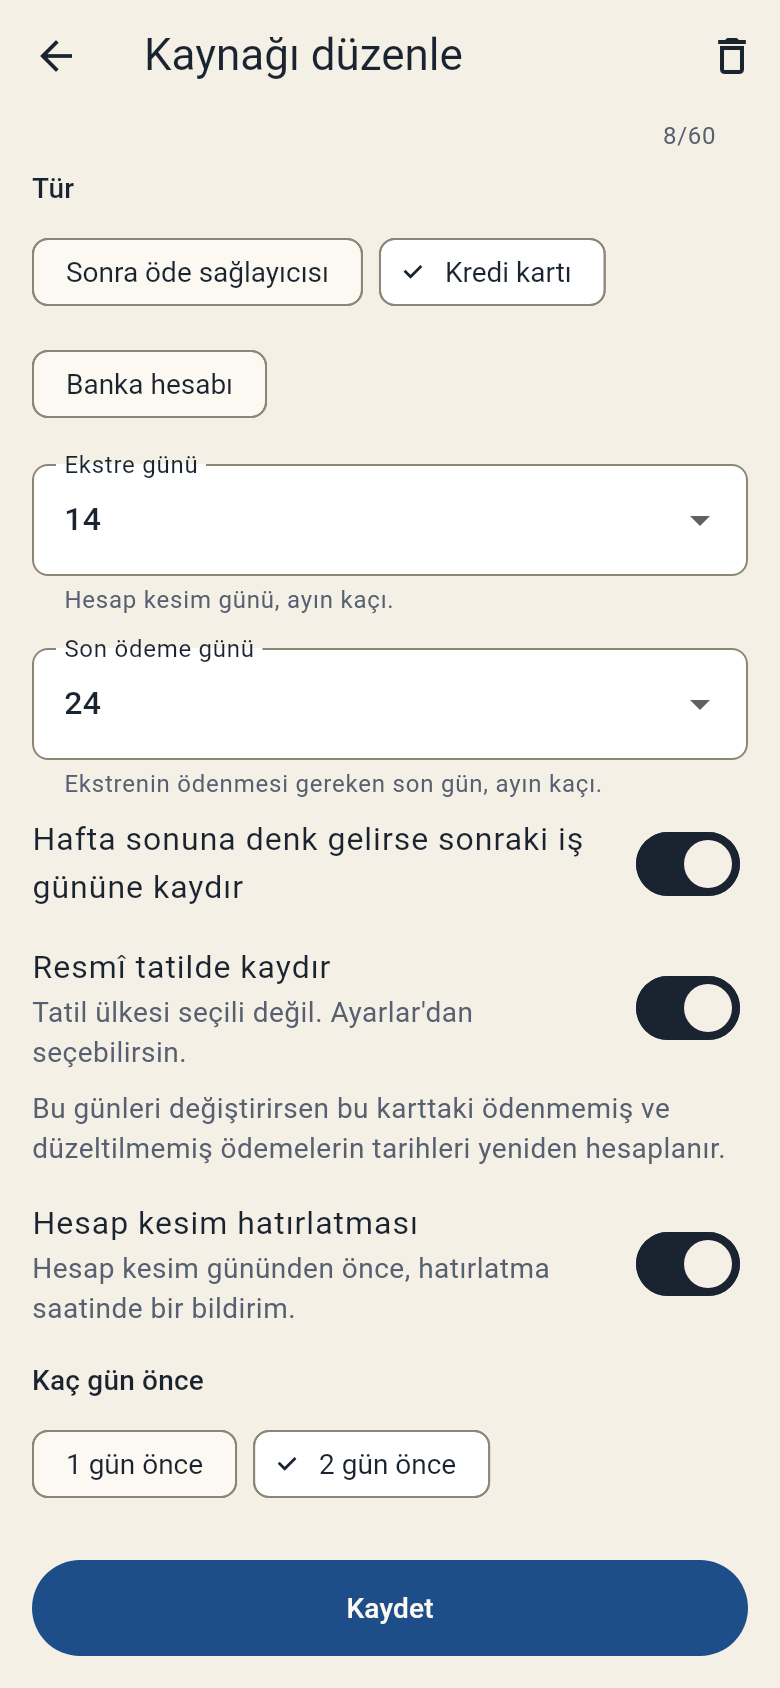 Kaynağı düzenle
8/60
Tür
Sonra öde sağlayıcısı
Kredi kartı
Banka hesabı
Ekstre günü
14
Hesap kesim günü, ayın kaçı.
Son ödeme günü
24
Ekstrenin ödenmesi gereken son gün, ayın kaçı.
Hafta sonuna denk gelirse sonraki iş
gününe kaydır
Resmî tatilde kaydır
Tatil ülkesi seçili değil. Ayarlar'dan
seçebilirsin.
Bu günleri değiştirirsen bu karttaki ödenmemiş ve
düzeltilmemiş ödemelerin tarihleri yeniden hesaplanır.
Hesap kesim hatırlatması
Hesap kesim gününden önce, hatırlatma
saatinde bir bildirim.
Kaç gün önce
1 gün önce
2 gün önce
Kaydet